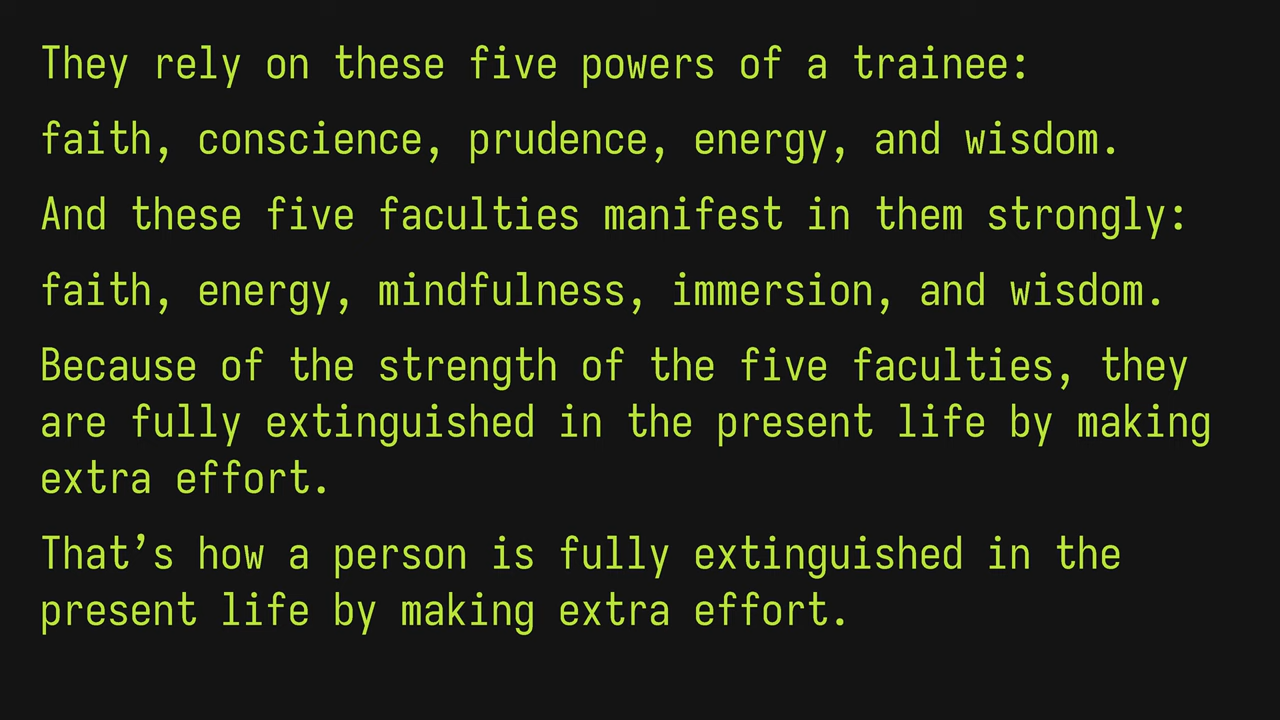 They rely on these five powers of a trainee:
faith, conscience, prudence, energy, and wisdom.
And these five faculties manifest in them strongly:
faith, energy, mindfulness, immersion, and wisdom.
Because of the strength of the five faculties, they
are fully extinguished in the present life by making
extra effort.
That’s how a person is fully extinguished in the
present life by making extra effort.